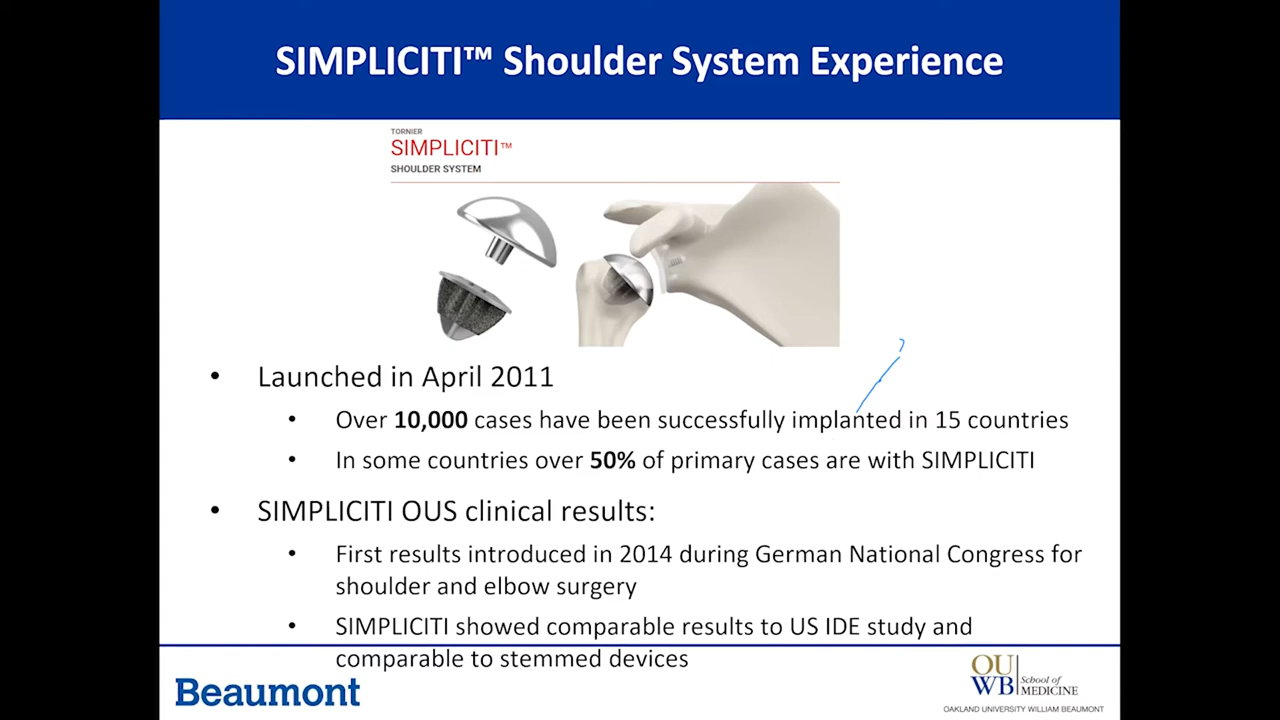 SIMPLICITI™ Shoulder System Experience
TORNIER
SIMPLICITI™
SHOULDER SYSTEM
• Launched in April 2011
• Over 10,000 cases have been successfully implanted in 15 countries
• In some countries over 50% of primary cases are with SIMPLICITI
• SIMPLICITI OUS clinical results:
• First results introduced in 2014 during German National Congress for
shoulder and elbow surgery
• SIMPLICITI showed comparable results to US IDE study and
comparable to stemmed devices
Beaumont
OU
WB
School of
MEDICINE
OAKLAND UNIVERSITY WILLIAM BEAUMONT